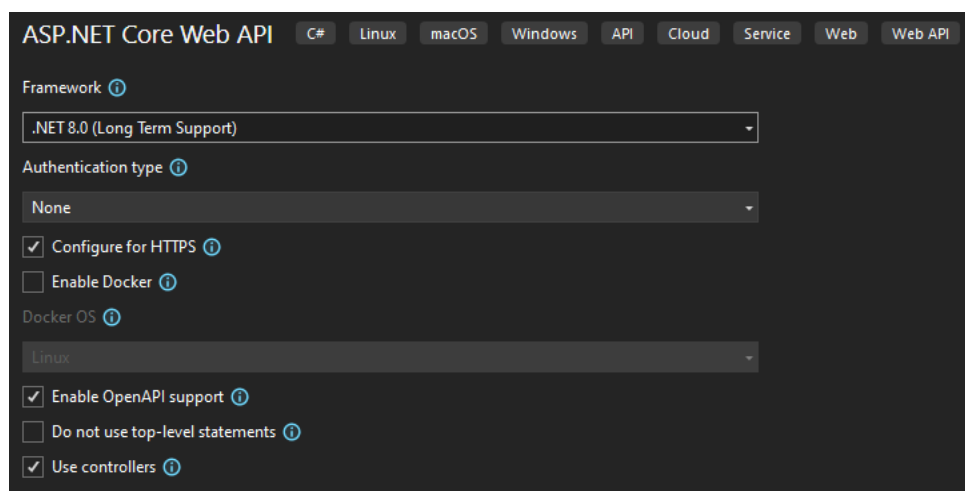 ASP.NET Core Web API C# Linux macOS Windows API Cloud Service Web Web API
Framework
.NET 8.0 (Long Term Support)
Authentication type
None
Configure for HTTPS
Enable Docker
Docker OS
Linux
Enable OpenAPI support
Do not use top-level statements
Use controllers